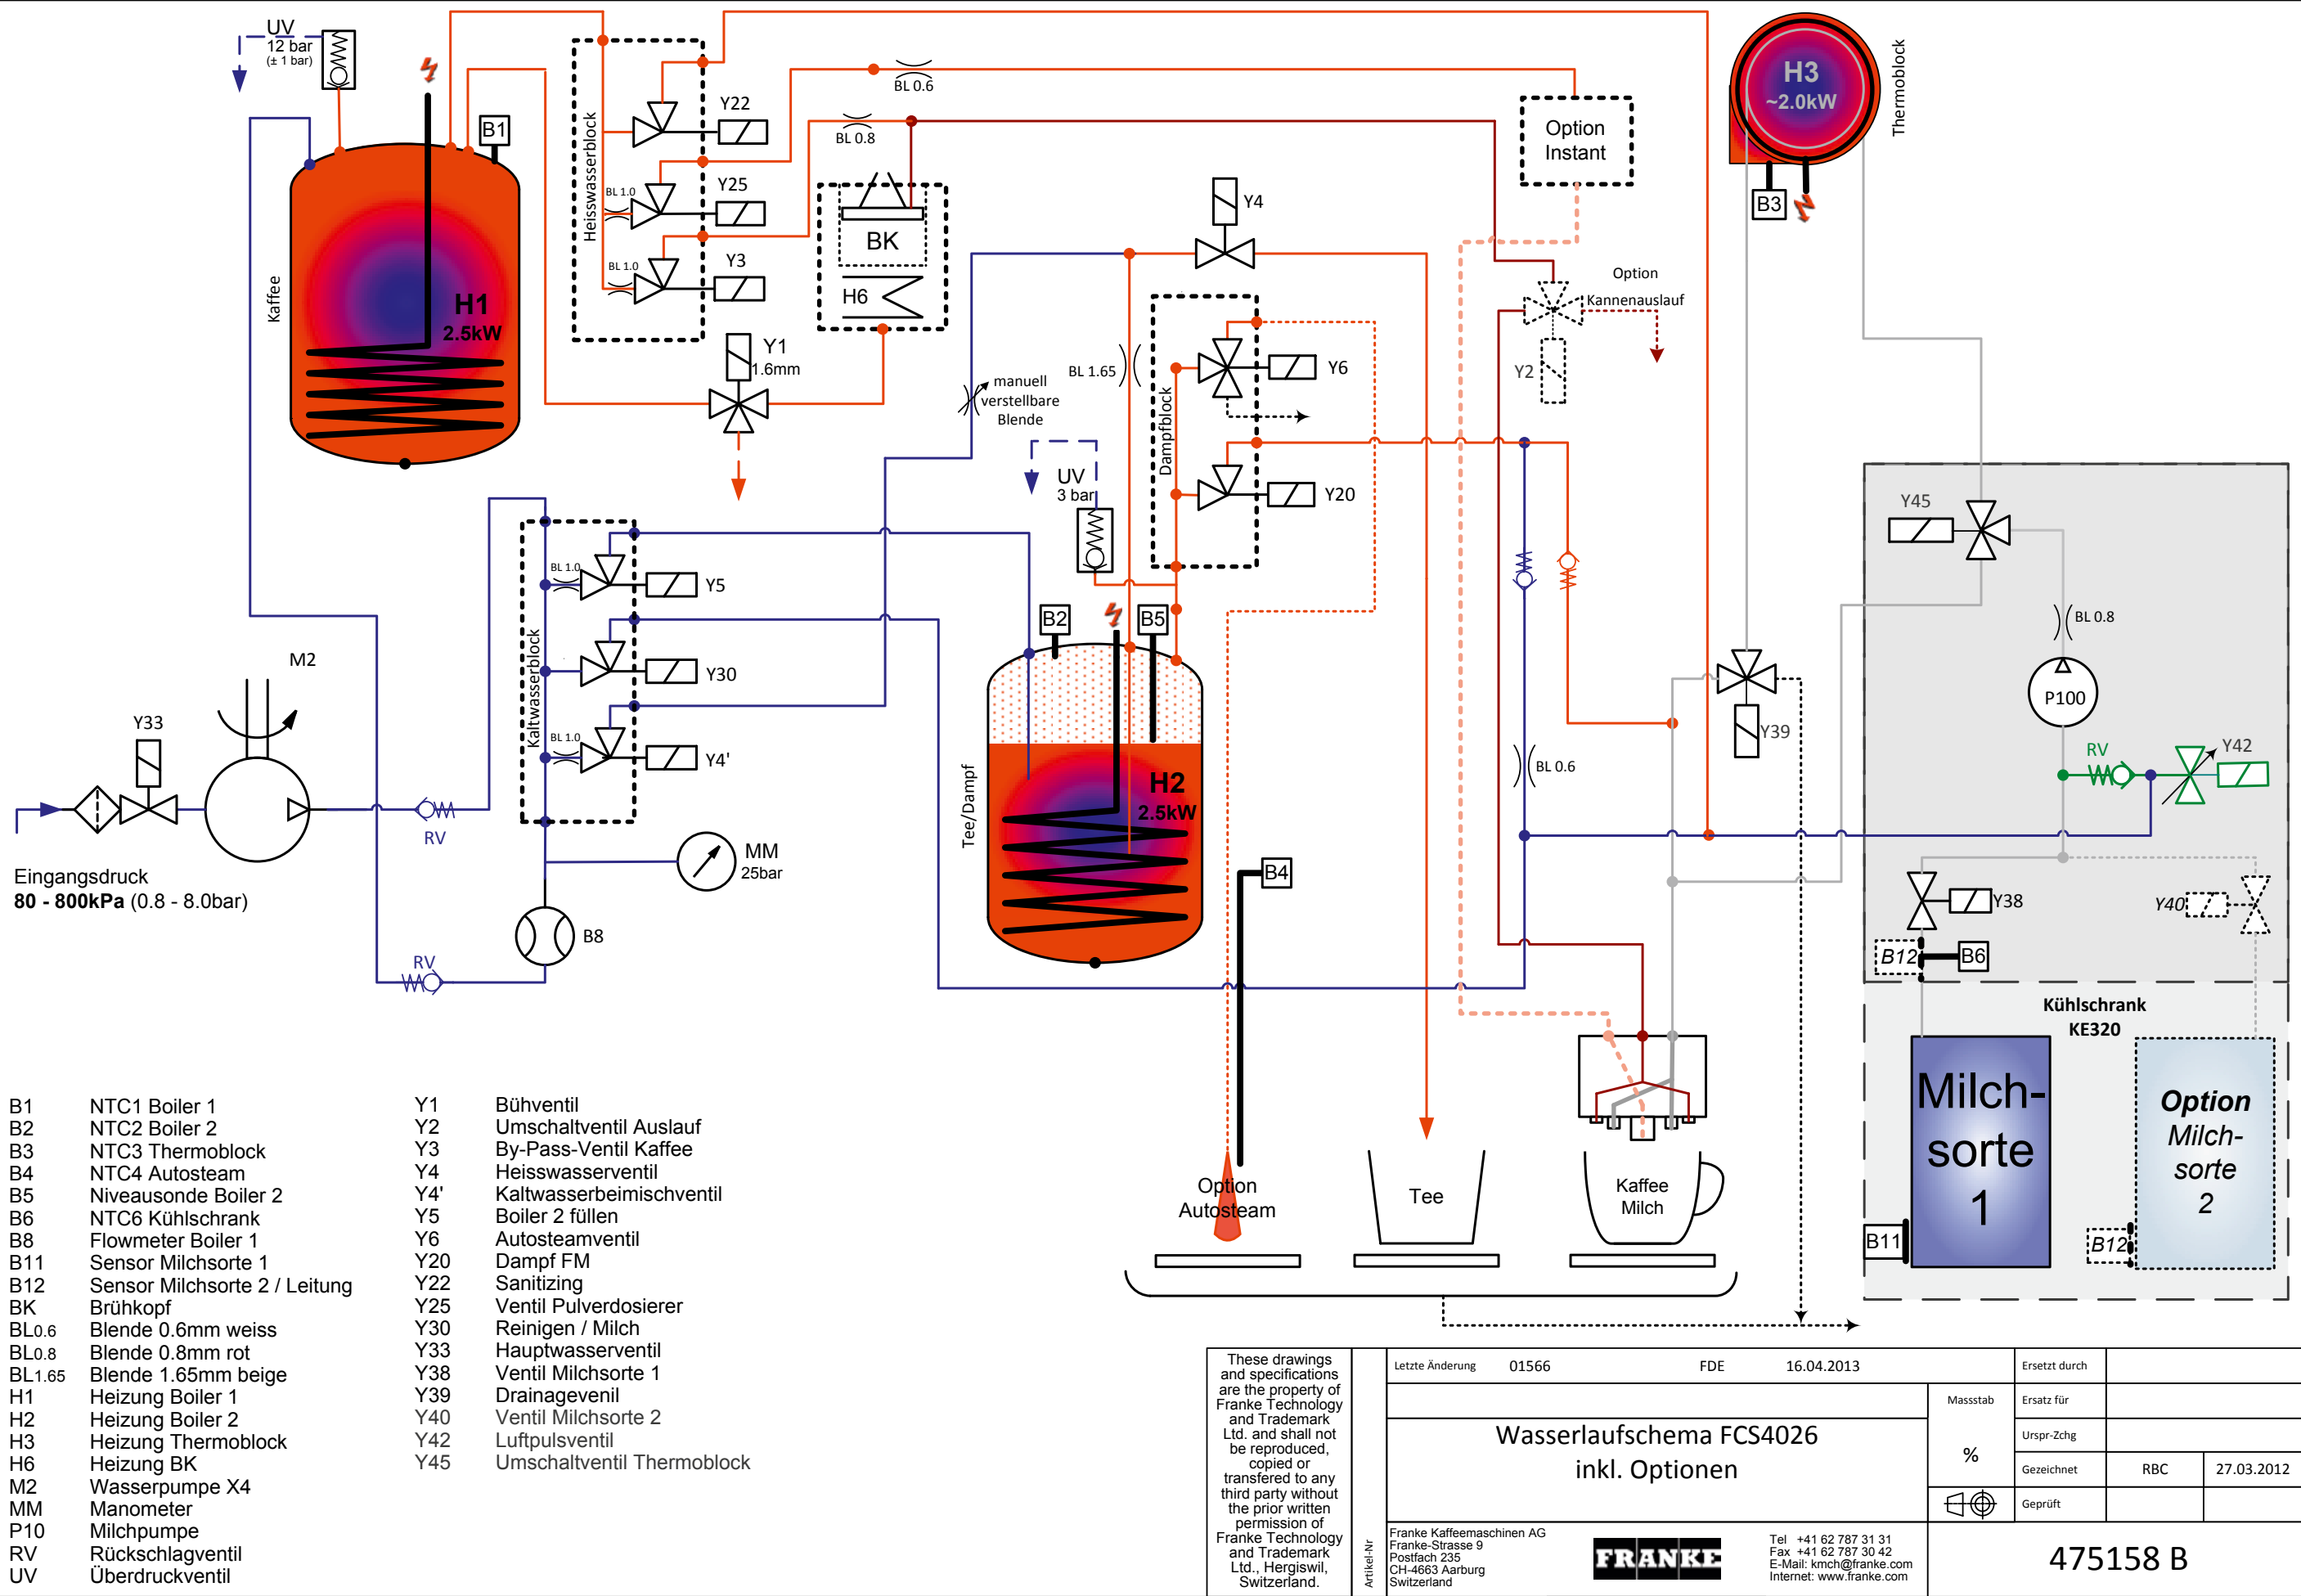 UV
12 bar
(± 1 bar)
B1
Kaffee
H1
2.5kW
Heisswasserblock
Y22
BL 1.0
Y25
BL 1.0
Y3
BL 0.6
BL 0.8
BK
H6
Y1
1.6mm
Y4
Option
Instant
H3
~2.0kW
Thermoblock
B3
Option
Kannenauslauf
Y2
manuell
verstellbare
Blende
BL 1.65
Dampfblock
Y6
Y20
UV
3 bar
Y45
BL 0.8
P100
RV
Y42
Y39
Y38
Y40
B12
B6
Kühlschrank
KE320
Milch-
sorte
1
Option
Milch-
sorte
2
B11
B12
Kaltwasserblock
BL 1.0
Y5
Y30
BL 1.0
Y4'
M2
Y33
RV
Eingangsdruck
80 - 800kPa (0.8 - 8.0bar)
MM
25bar
B8
RV
B2
B5
Tee/Dampf
H2
2.5kW
BL 0.6
B4
Option
Autosteam
Tee
Kaffee
Milch
B1 NTC1 Boiler 1
B2 NTC2 Boiler 2
B3 NTC3 Thermoblock
B4 NTC4 Autosteam
B5 Niveausonde Boiler 2
B6 NTC6 Kühlschrank
B8 Flowmeter Boiler 1
B11 Sensor Milchsorte 1
B12 Sensor Milchsorte 2 / Leitung
BK Brühkopf
BL0.6 Blende 0.6mm weiss
BL0.8 Blende 0.8mm rot
BL1.65 Blende 1.65mm beige
H1 Heizung Boiler 1
H2 Heizung Boiler 2
H3 Heizung Thermoblock
H6 Heizung BK
M2 Wasserpumpe X4
MM Manometer
P10 Milchpumpe
RV Rückschlagventil
UV Überdruckventil
Y1 Bühventil
Y2 Umschaltventil Auslauf
Y3 By-Pass-Ventil Kaffee
Y4 Heisswasserventil
Y4' Kaltwasserbeimischventil
Y5 Boiler 2 füllen
Y6 Autosteamventil
Y20 Dampf FM
Y22 Sanitizing
Y25 Ventil Pulverdosierer
Y30 Reinigen / Milch
Y33 Hauptwasserventil
Y38 Ventil Milchsorte 1
Y39 Drainagevenil
Y40 Ventil Milchsorte 2
Y42 Luftpulsventil
Y45 Umschaltventil Thermoblock
These drawings
and specifications
are the property of
Franke Technology
and Trademark
Ltd. and shall not
be reproduced,
copied or
transfered to any
third party without
the prior written
permission of
Franke Technology
and Trademark
Ltd., Hergiswil,
Switzerland.
Artikel-Nr
Letzte Änderung 01566 FDE 16.04.2013
Wasserlaufschema FCS4026
inkl. Optionen
Massstab
%
Ersetzt durch
Ersatz für
Urspr-Zchg
Gezeichnet RBC 27.03.2012
Geprüft
Franke Kaffeemaschinen AG
Franke-Strasse 9
Postfach 235
CH-4663 Aarburg
Switzerland
FRANKE
Tel +41 62 787 31 31
Fax +41 62 787 30 42
E-Mail: kmch@franke.com
Internet: www.franke.com
475158 B